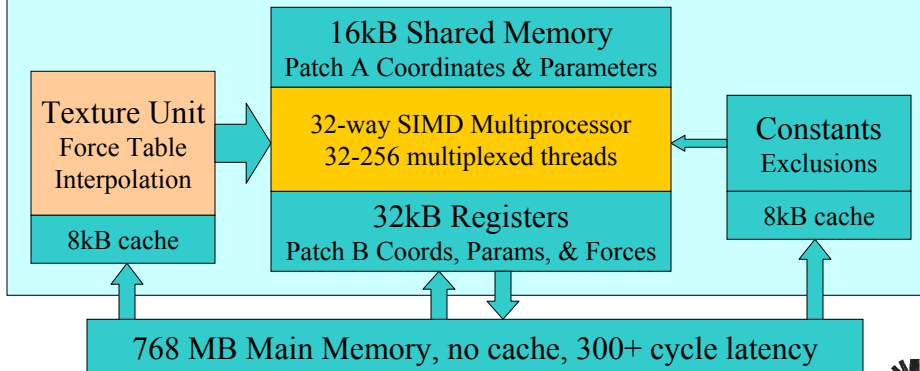 16kB Shared Memory
Patch A Coordinates & Parameters
Texture Unit
Force Table
Interpolation
8kB cache
32-way SIMD Multiprocessor
32-256 multiplexed threads
Constants
Exclusions
8kB cache
32kB Registers
Patch B Coords, Params, & Forces
768 MB Main Memory, no cache, 300+ cycle latency